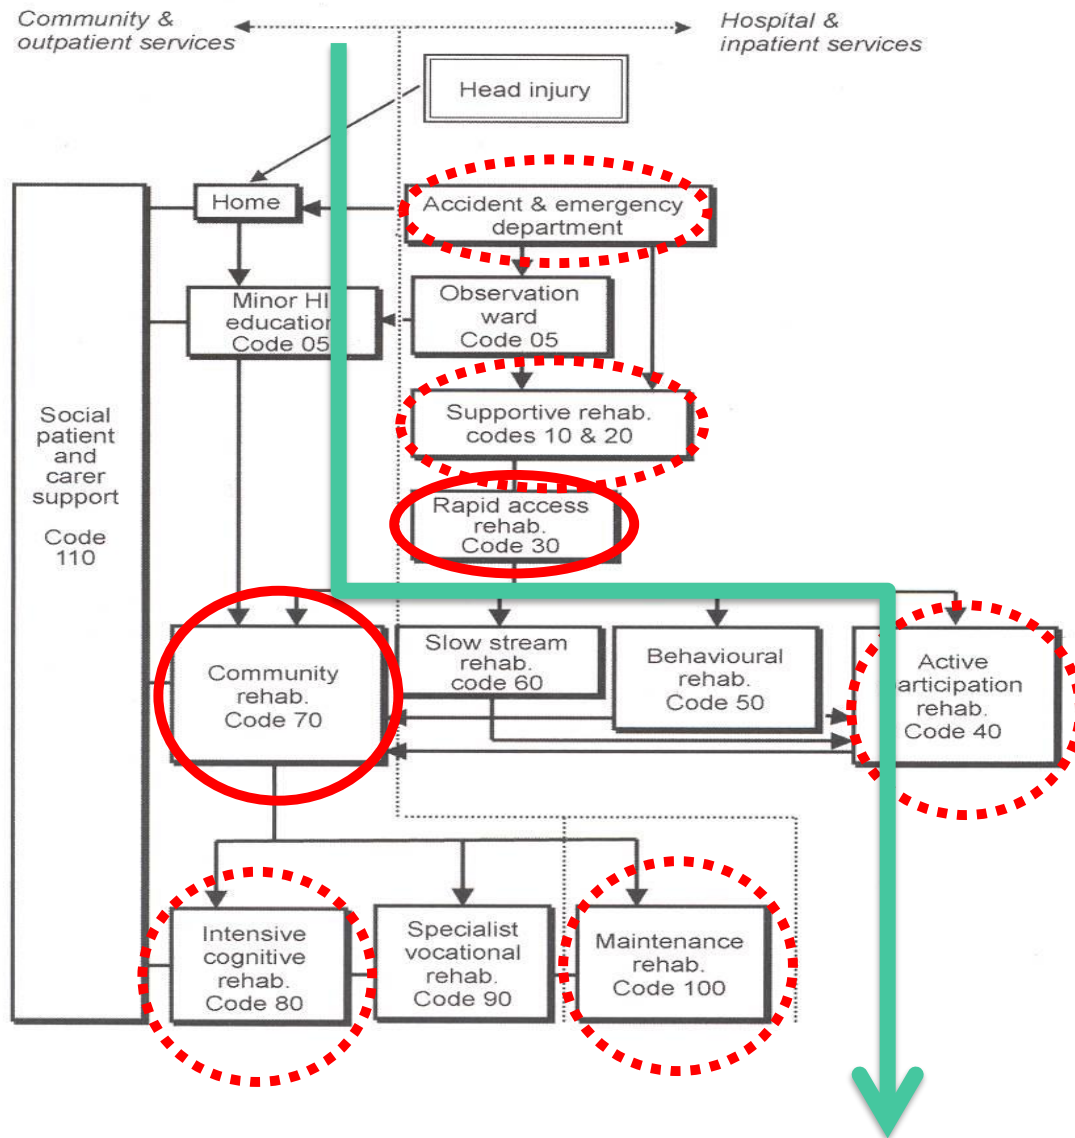 Community &
outpatient services
Hospital &
inpatient services
Head injury
Home
Accident & emergency
department
Minor HI
education
Code 05
Observation
ward
Code 05
Social
patient
and
carer
support
Code
110
Supportive rehab.
codes 10 & 20
Rapid access
rehab.
Code 30
Community
rehab.
Code 70
Slow stream
rehab.
code 60
Behavioural
rehab.
Code 50
Active
participation
rehab.
Code 40
Intensive
cognitive
rehab.
Code 80
Specialist
vocational
rehab.
Code 90
Maintenance
rehab.
Code 100